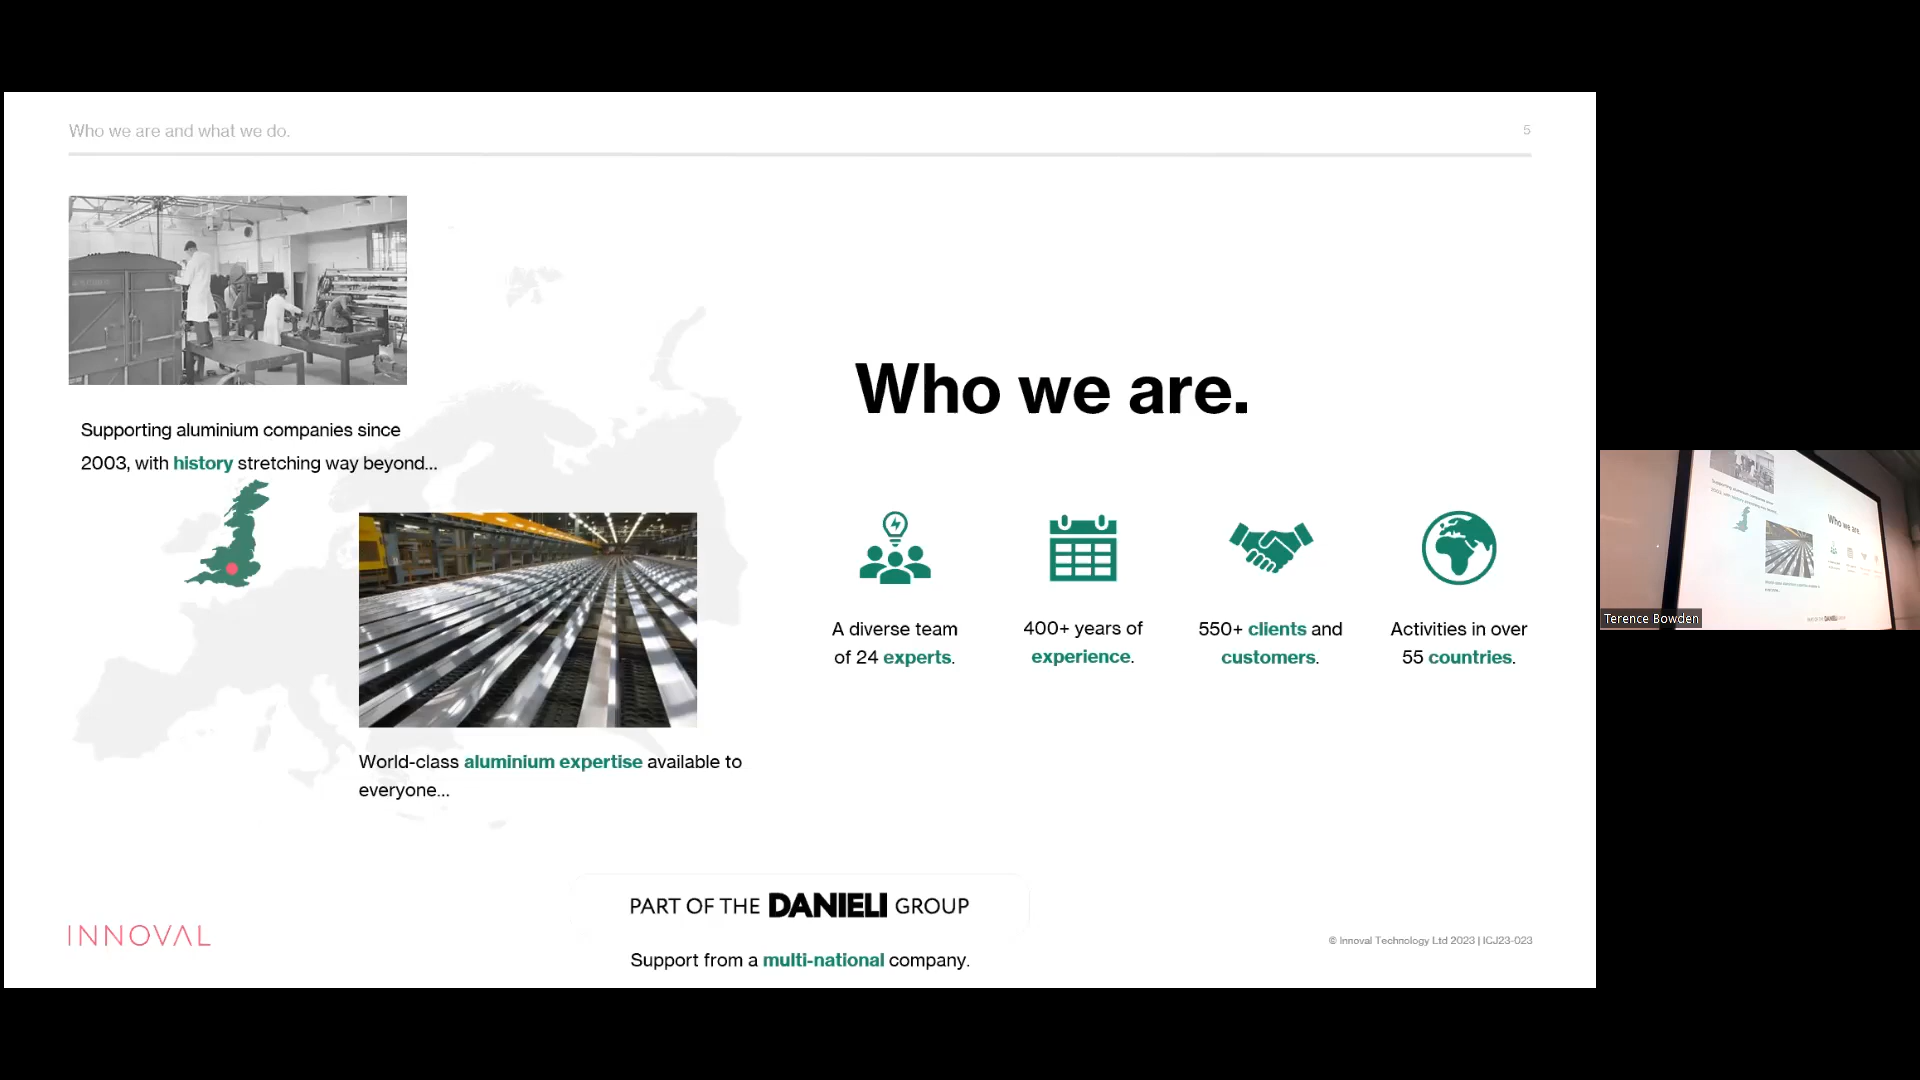 Who we are and what we do.
5
Supporting aluminium companies since
2003, with history stretching way beyond...
World-class aluminium expertise available to
everyone...
Who we are.
A diverse team
of 24 experts.
400+ years of
experience.
550+ clients and
customers.
Activities in over
55 countries.
PART OF THE DANIELI GROUP
Support from a multi-national company.
INNOVAL
© Innoval Technology Ltd 2023 | ICJ23-023
Who we are.
Terence Bowden